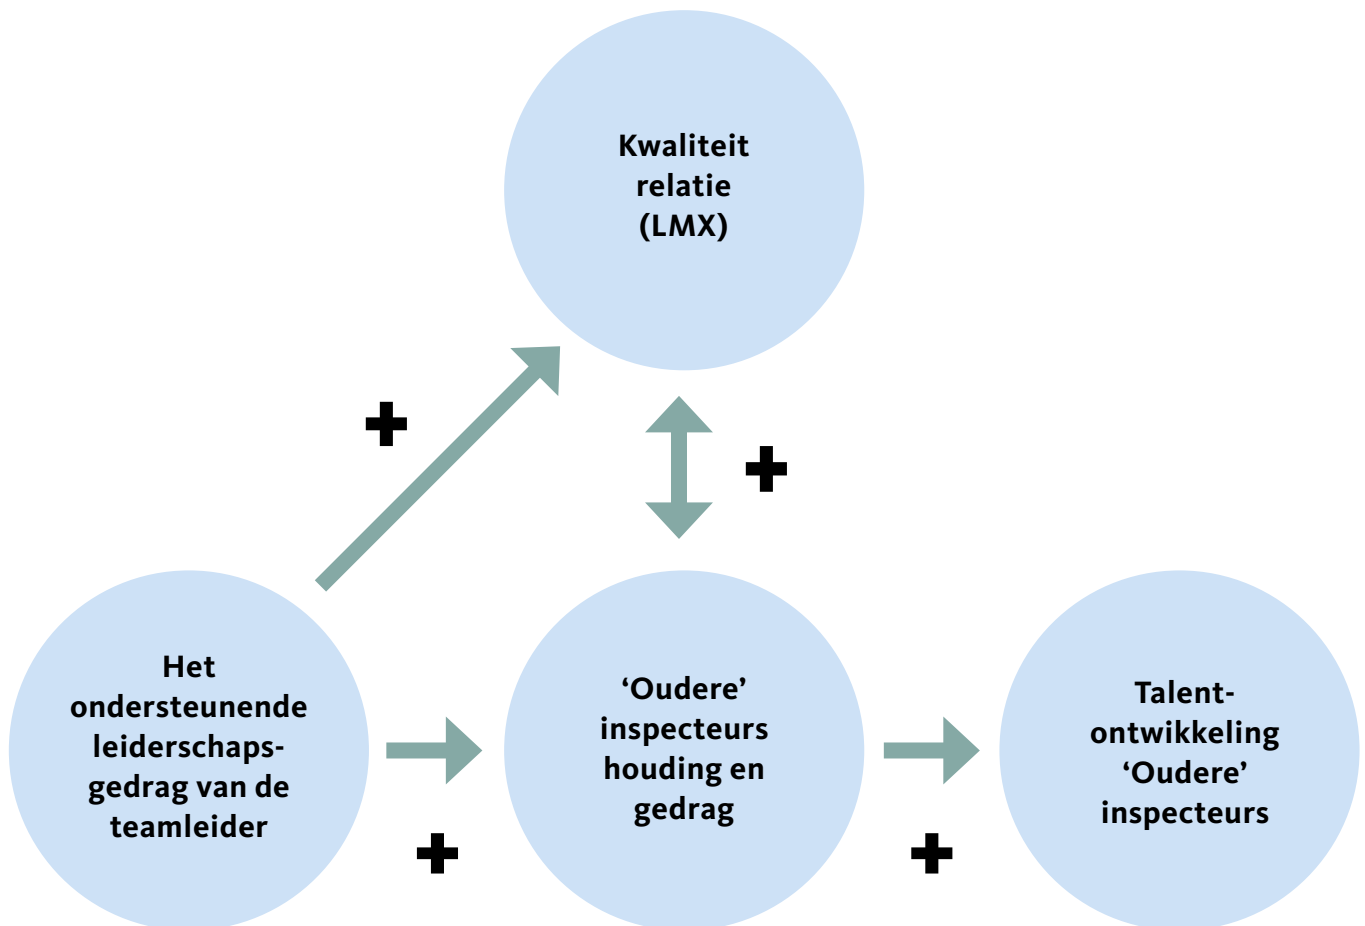 Kwaliteit
relatie
(LMX)
+
+
Het
ondersteunende
leiderschaps-
gedrag van de
teamleider
‘Oudere’
inspecteurs
houding en
gedrag
Talent-
ontwikkeling
‘Oudere’
inspecteurs
+
+